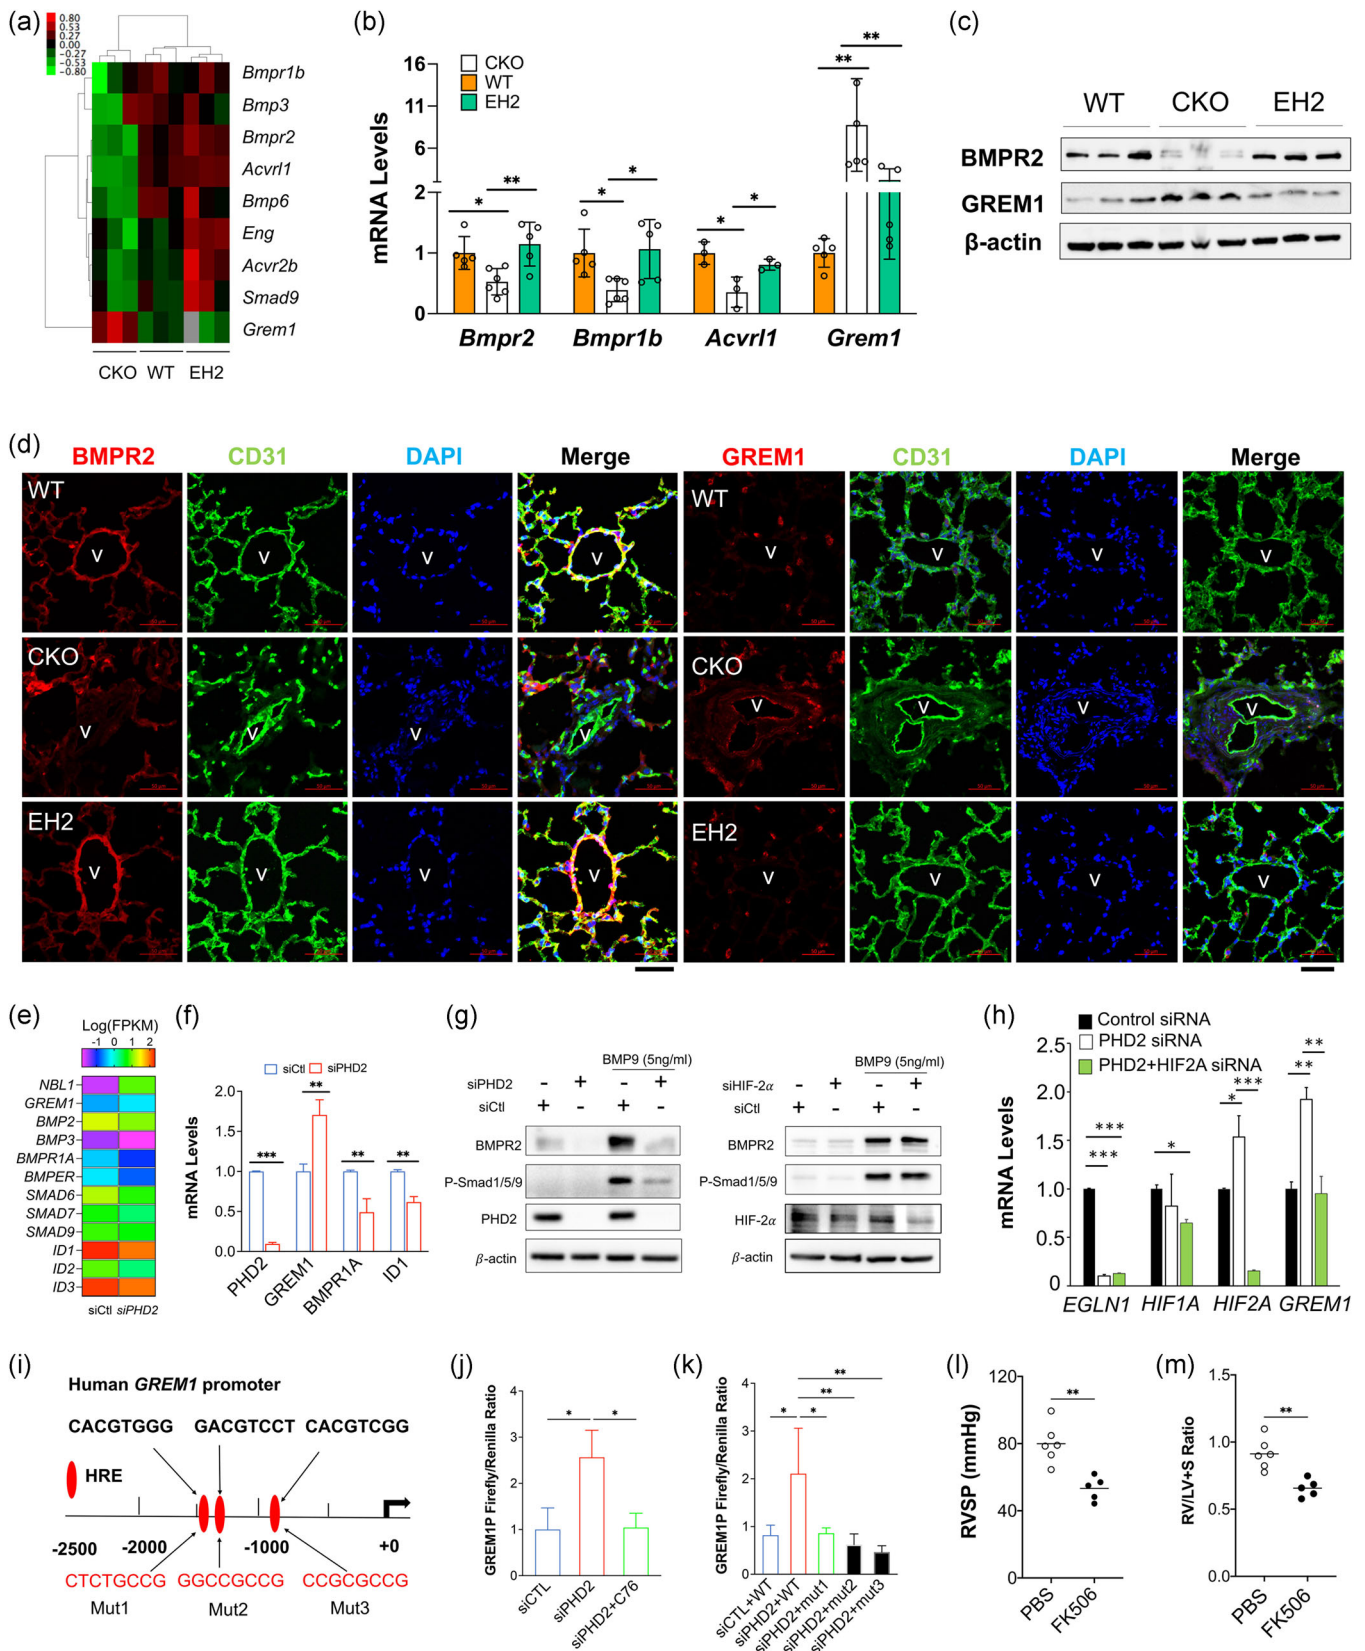 (a)
0.80
0.53
0.27
0.00
−0.27
−0.53
−0.80
Bmpr1b
Bmp3
Bmpr2
Acvrl1
Bmp6
Eng
Acvr2b
Smad9
Grem1
CKO WT EH2
(b)
mRNA Levels
16
11
6
2
1
0
CKO
WT
EH2
* ** * * * * ** **
Bmpr2 Bmpr1b Acvrl1 Grem1
(c)
WT CKO EH2
BMPR2
GREM1
β-actin
(d)
BMPR2 CD31 DAPI Merge GREM1 CD31 DAPI Merge
WT V V V V WT V V V V
CKO V V V V CKO V V V V
EH2 V V V V EH2 V V V V
(e)
Log(FPKM)
-1 0 1 2
NBL1
GREM1
BMP2
BMP3
BMPR1A
BMPER
SMAD6
SMAD7
SMAD9
ID1
ID2
ID3
siCtl siPHD2
(f)
siCtl siPHD2
mRNA Levels
2.0
1.5
1.0
0.5
0.0
*** ** ** **
PHD2 GREM1 BMPR1A ID1
(g)
BMP9 (5ng/ml)
siPHD2 - + - +
siCtl + - + -
BMPR2
P-Smad1/5/9
PHD2
β-actin
BMP9 (5ng/ml)
siHIF-2α - + - +
siCtl + - + -
BMPR2
P-Smad1/5/9
HIF-2α
β-actin
(h)
Control siRNA
PHD2 siRNA
PHD2+HIF2A siRNA
mRNA Levels
2.5
2.0
1.5
1.0
0.5
0
*** *** * * *** ** **
EGLN1 HIF1A HIF2A GREM1
(i)
Human GREM1 promoter
CACGTGGG GACGTCCT CACGTCGG
HRE
-2500 -2000 -1000 +0
CTCTGCCG GGCCGCCG CCGCGCCG
Mut1 Mut2 Mut3
(j)
GREM1P Firefly/Renilla Ratio
4
3
2
1
0
* *
siCTL siPHD2 siPHD2+C76
(k)
GREM1P Firefly/Renilla Ratio
4
3
2
1
0
* * ** **
siCTL+WT siPHD2+WT siPHD2+mut1 siPHD2+mut2 siPHD2+mut3
(l)
RVSP (mmHg)
120
80
40
0
**
PBS FK506
(m)
RV/LV+S Ratio
1.5
1.0
0.5
0.0
**
PBS FK506